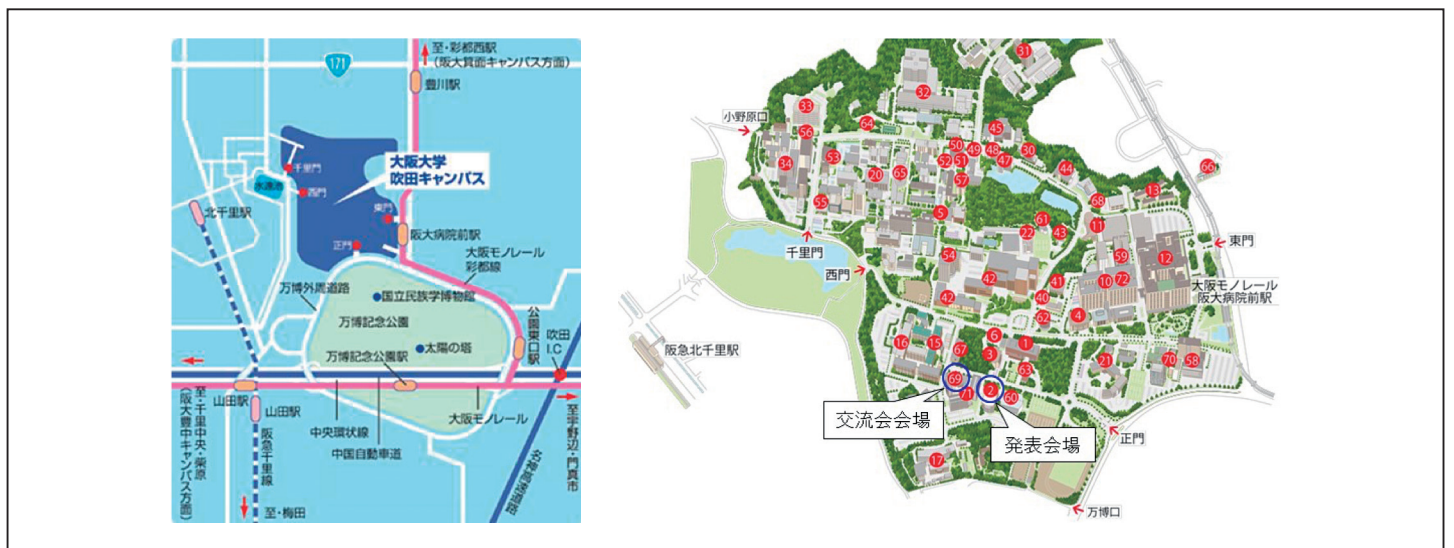 171
至・彩都西駅
(阪大箕面キャンパス方面)
豊川駅
大阪大学
吹田キャンパス
千里門
水遠池
西門
北千里駅
東門
阪大病院前駅
正門
大阪モノレール
彩都線
万博外周道路
国立民族学博物館
公園東口駅
万博記念公園
吹田
I.C
万博記念公園駅
太陽の塔
山田駅
山田駅
至・千里中央・柴原
(阪大豊中キャンパス方面)
阪急千里線
中央環状線
大阪モノレール
中国自動車道
至宇野辺・門真市
至・梅田
小野原口
31
32
33
64
56
45
50
49
48
30
34
53
52
51
47
44
66
20
65
57
13
68
55
5
61
11
22
43
千里門
東門
西門
54
59
12
42
41
10
72
大阪モノレール
阪大病院前駅
42
40
62
4
阪急北千里駅
16
15
6
1
67
3
21
70
58
63
69
71
2
60
交流会会場
発表会場
正門
17
万博口